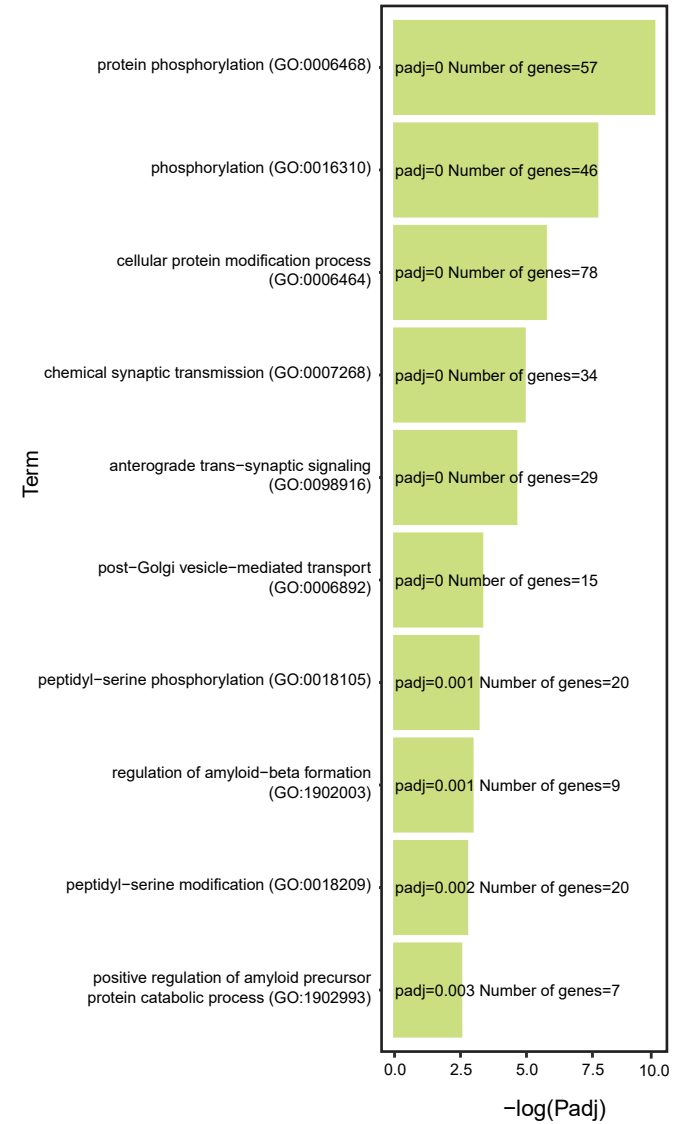 protein phosphorylation (GO:0006468)
padj=0 Number of genes=57
phosphorylation (GO:0016310)
padj=0 Number of genes=46
cellular protein modification process
(GO:0006464)
padj=0 Number of genes=78
chemical synaptic transmission (GO:0007268)
padj=0 Number of genes=34
Term
anterograde trans−synaptic signaling
(GO:0098916)
padj=0 Number of genes=29
post−Golgi vesicle−mediated transport
(GO:0006892)
padj=0 Number of genes=15
peptidyl−serine phosphorylation (GO:0018105)
padj=0.001 Number of genes=20
regulation of amyloid−beta formation
(GO:1902003)
padj=0.001 Number of genes=9
peptidyl−serine modification (GO:0018209)
padj=0.002 Number of genes=20
positive regulation of amyloid precursor
protein catabolic process (GO:1902993)
padj=0.003 Number of genes=7
0.0 2.5 5.0 7.5 10.0
−log(Padj)